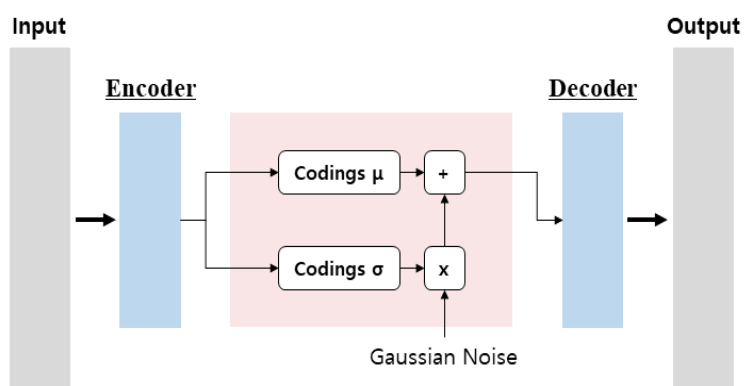 Input
Output
Encoder
Decoder
Codings μ
+
Codings σ
x
Gaussian Noise